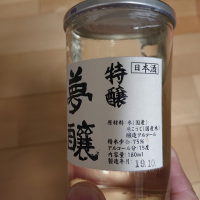 日本酒
特醸
夢醸
原材料 米(国産)
米こうじ(国産米)
醸造アルコール
精米歩合 75%
アルコール分 15度
内容量 180ml
製造年月 19.10